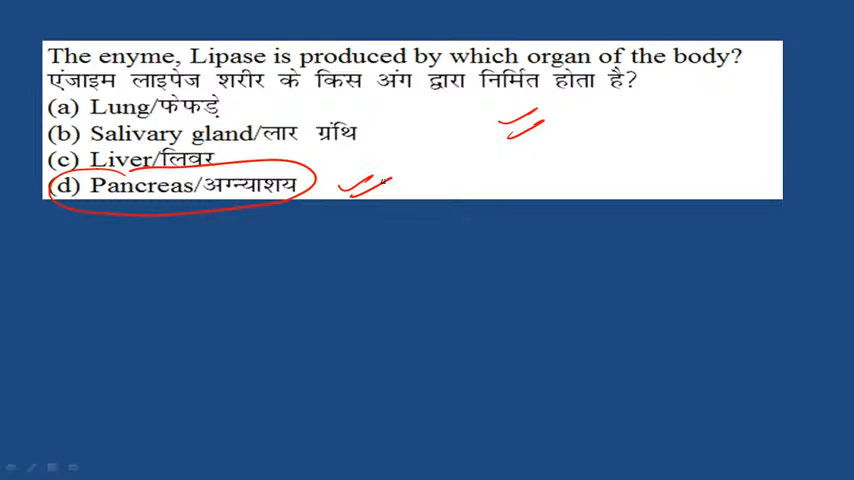 The enyme, Lipase is produced by which organ of the body?
एंजाइम लाइपेज शरीर के किस अंग द्वारा निर्मित होता है?
(a) Lung/फेफड़े
(b) Salivary gland/लार ग्रंथि
(c) Liver/लिवर
(d) Pancreas/अग्न्याशय